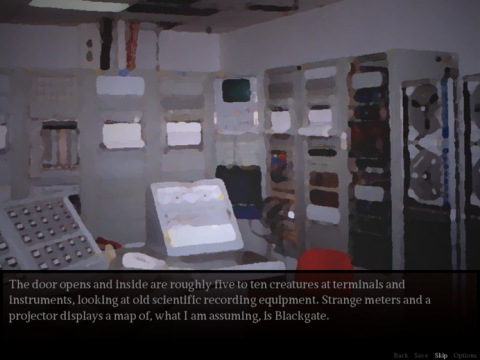 The door opens and inside are roughly five to ten creatures at terminals and
instruments, looking at old scientific recording equipment. Strange meters and a
projector displays a map of, what I am assuming, is Blackgate.
Back Save Skip Options